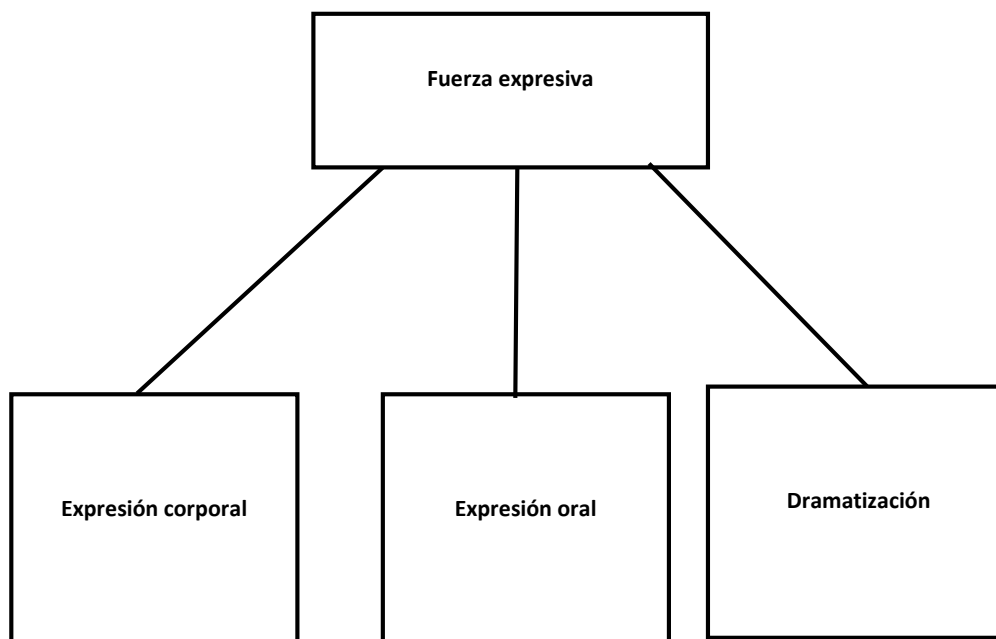 Fuerza expresiva
Expresión corporal
Expresión oral
Dramatización